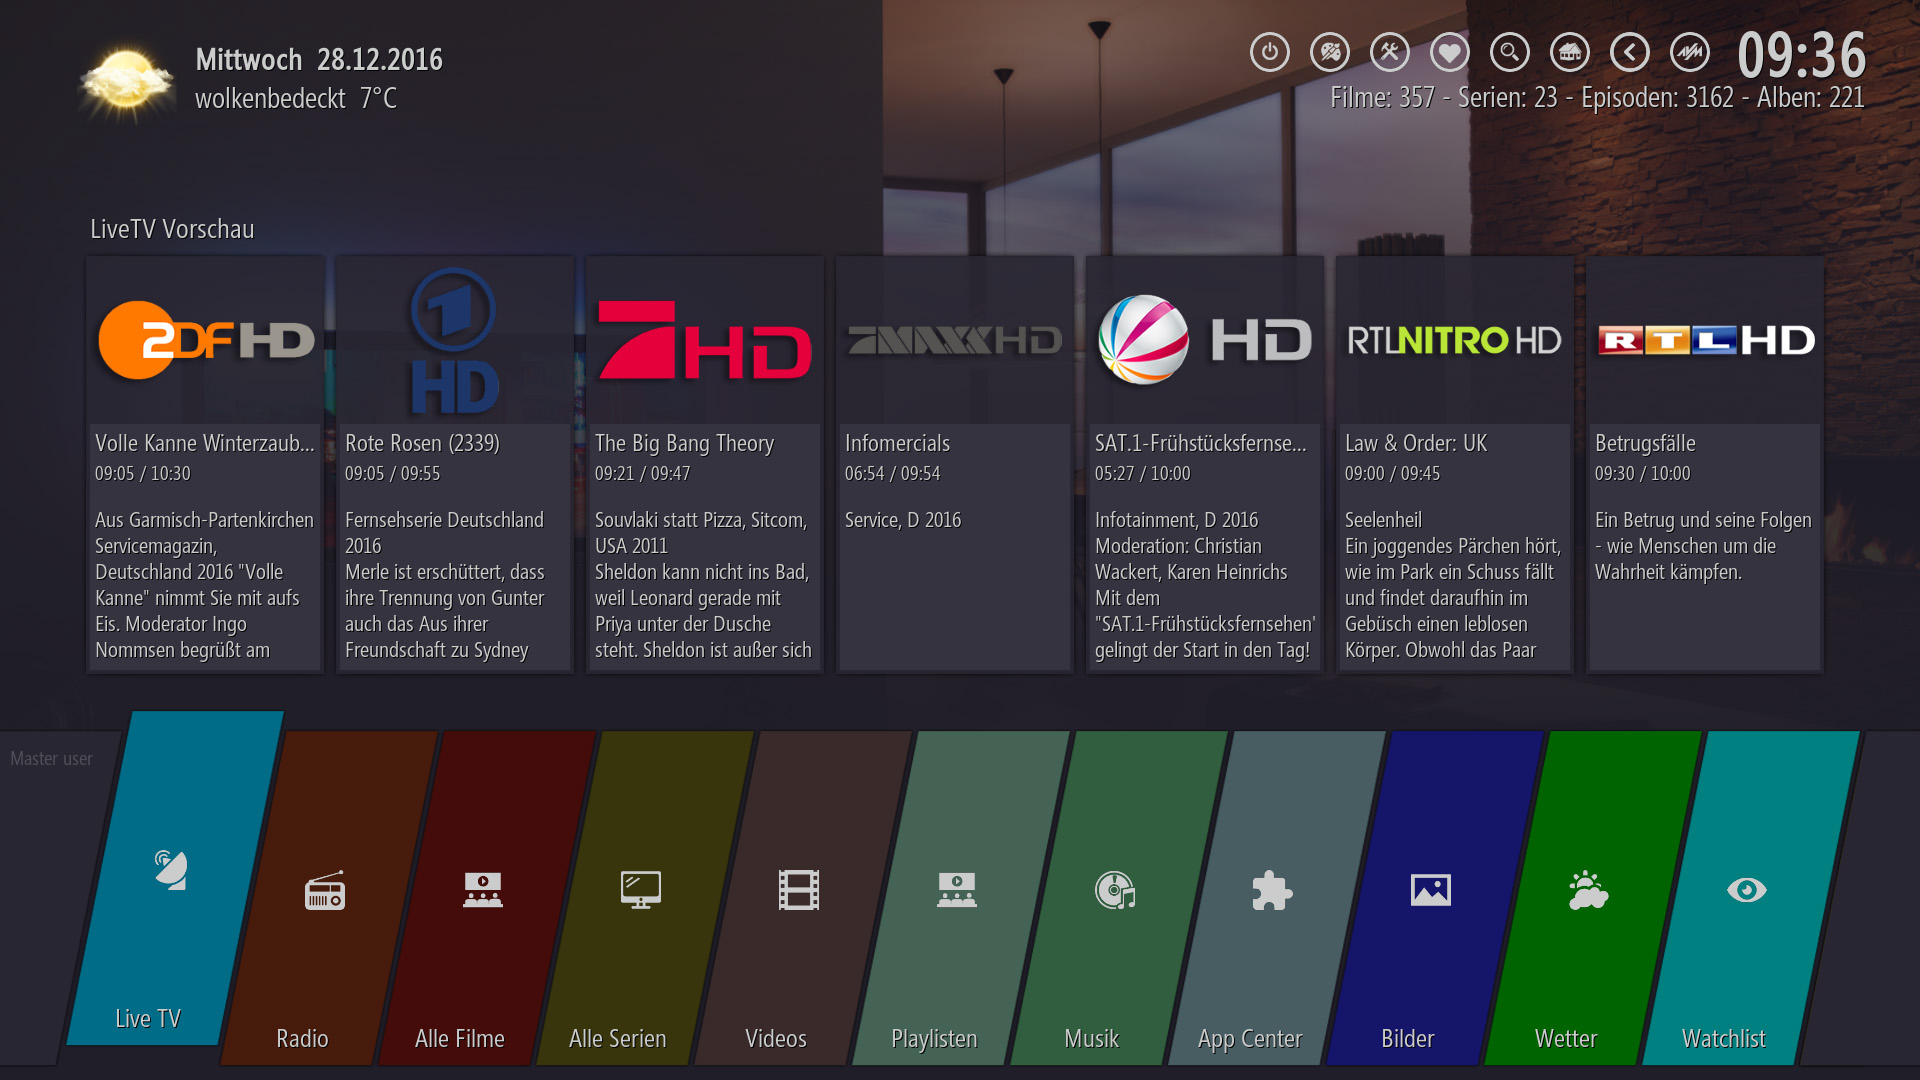 Mittwoch 28.12.2016
wolkenbedeckt 7°C
09:36
Filme: 357 - Serien: 23 - Episoden: 3162 - Alben: 221
LiveTV Vorschau
2DF HD
Volle Kanne Winterzaub...
09:05 / 10:30
Aus Garmisch-Partenkirchen
Servicemagazin,
Deutschland 2016 "Volle
Kanne" nimmt Sie mit aufs
Eis. Moderator Ingo
Nommsen begrüßt am
1
HD
Rote Rosen (2339)
09:05 / 09:55
Fernsehserie Deutschland
2016
Merle ist erschüttert, dass
ihre Trennung von Gunter
auch das Aus ihrer
Freundschaft zu Sydney
7 HD
The Big Bang Theory
09:21 / 09:47
Souvlaki statt Pizza, Sitcom,
USA 2011
Sheldon kann nicht ins Bad,
weil Leonard gerade mit
Priya unter der Dusche
steht. Sheldon ist außer sich
7MAXX HD
Infomercials
06:54 / 09:54
Service, D 2016
HD
SAT.1-Frühstücksfernse...
05:27 / 10:00
Infotainment, D 2016
Moderation: Christian
Wackert, Karen Heinrichs
Mit dem
"SAT.1-Frühstücksfernsehen'
gelingt der Start in den Tag!
RTLNITRO HD
Law & Order: UK
09:00 / 09:45
Seelenheil
Ein joggendes Pärchen hört,
wie im Park ein Schuss fällt
und findet daraufhin im
Gebüsch einen leblosen
Körper. Obwohl das Paar
RTL HD
Betrugsfälle
09:30 / 10:00
Ein Betrug und seine Folgen
- wie Menschen um die
Wahrheit kämpfen.
Master user
Live TV
Radio
Alle Filme
Alle Serien
Videos
Playlisten
Musik
App Center
Bilder
Wetter
Watchlist